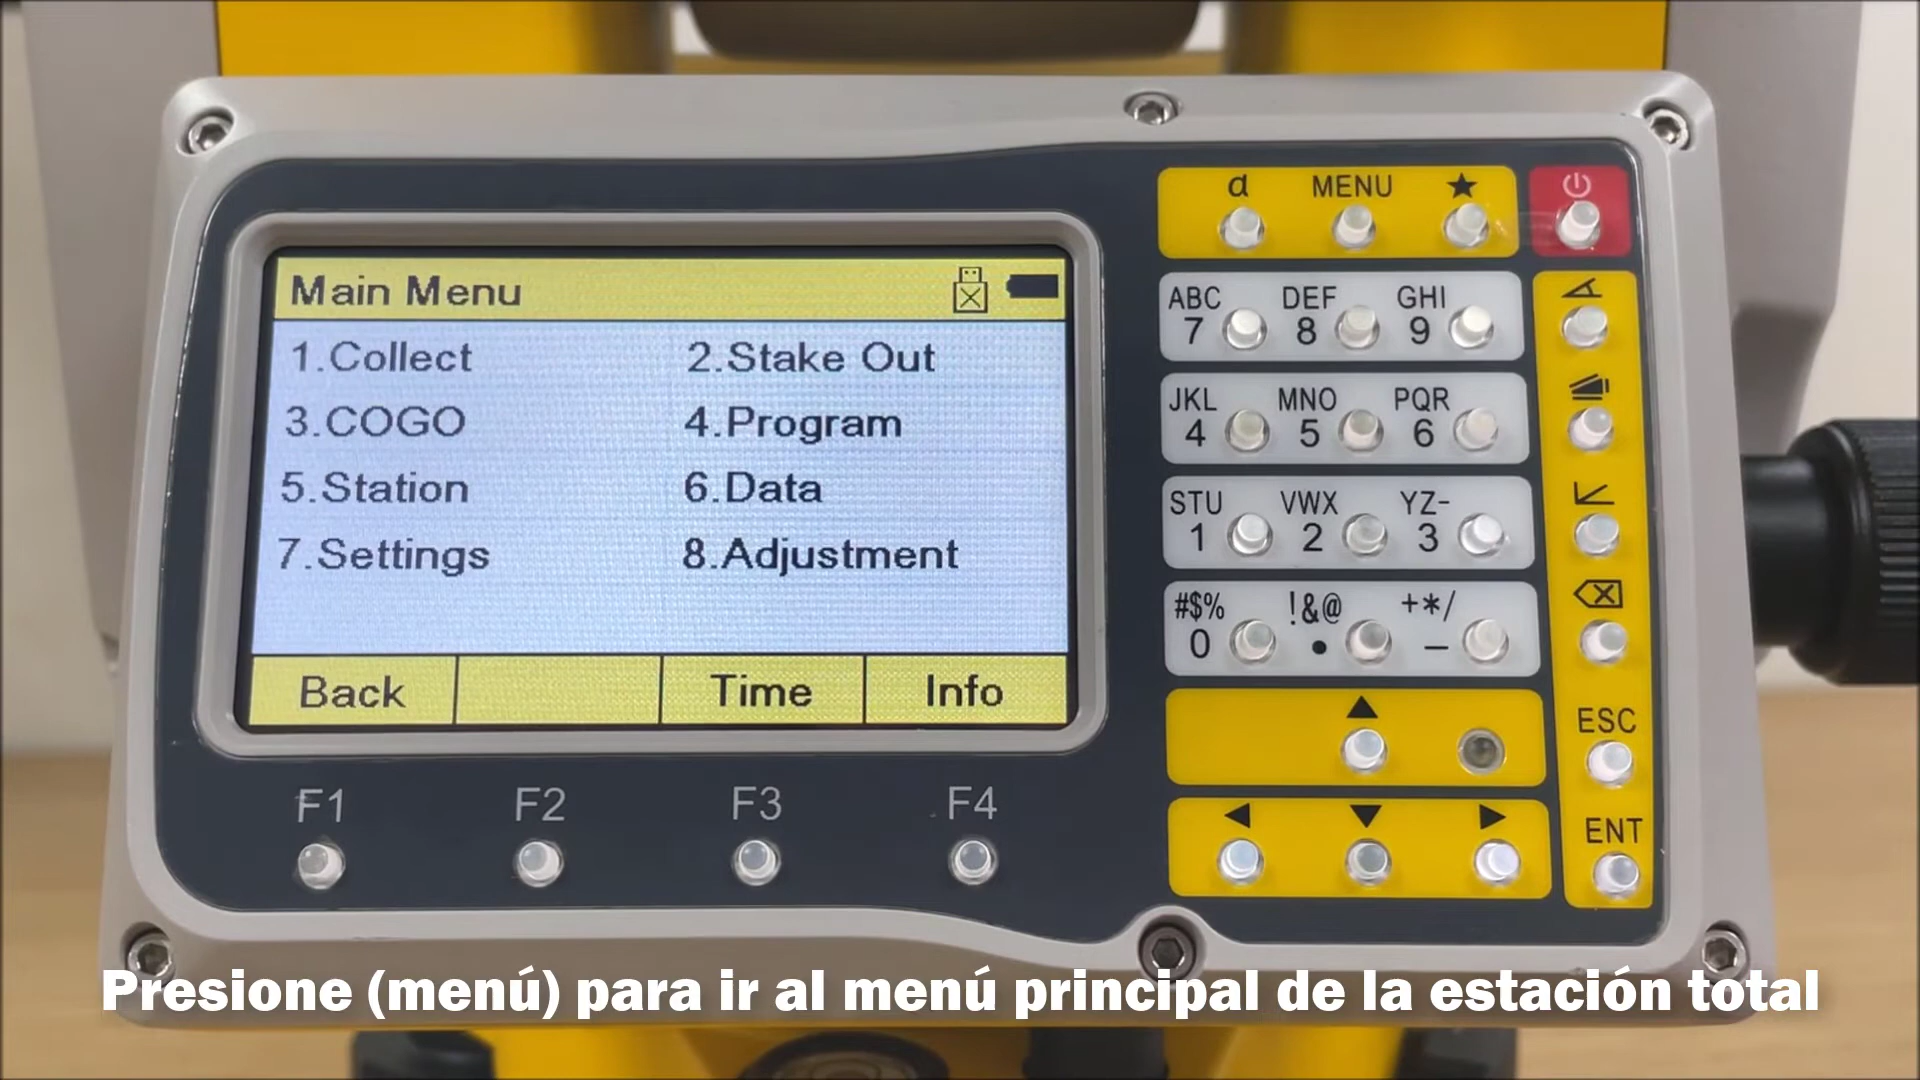 Main Menu
1.Collect
2.Stake Out
3.COGO
4.Program
5.Station
6.Data
7.Settings
8.Adjustment
Back
Time
Info
F1
F2
F3
F4
α
MENU
ABC
7
DEF
8
GHI
9
JKL
4
MNO
5
PQR
6
STU
1
VWX
2
YZ-
3
#$%
0
!&@
.
+*/
–
ESC
ENT
Presione (menú) para ir al menú principal de la estación total